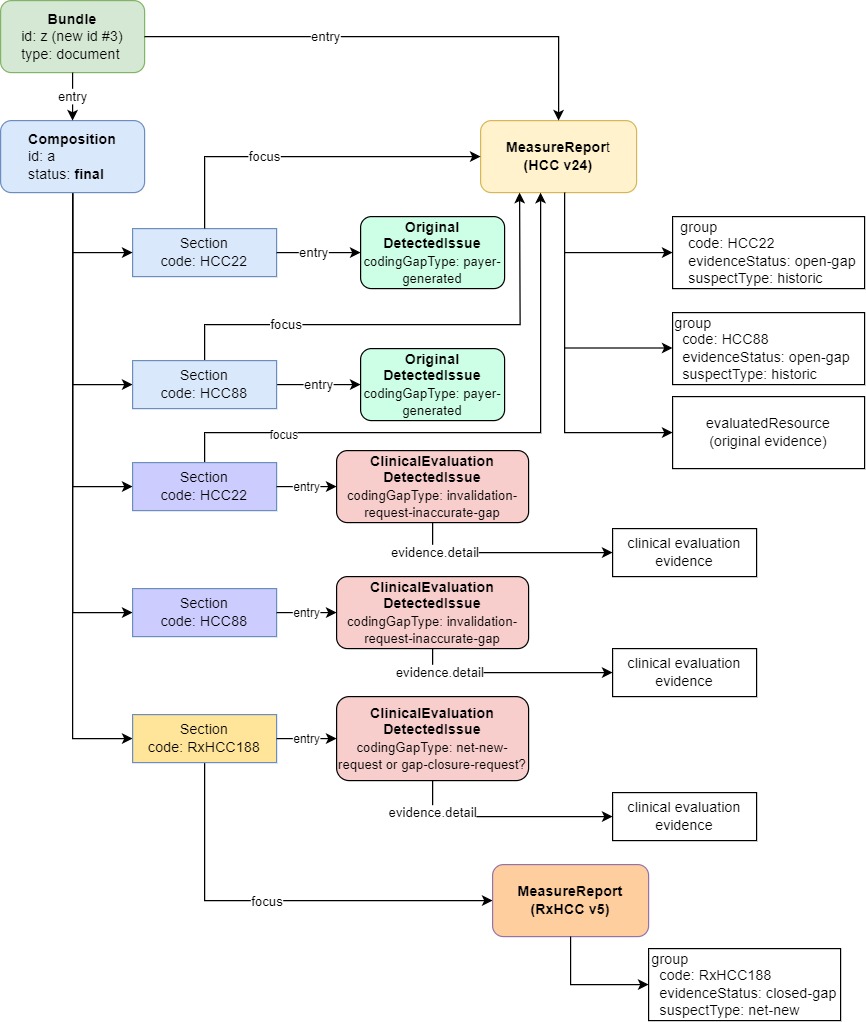 Bundle
id: z (new id #3)
type: document
entry
entry
Composition
id: a
status: final
MeasureReport
(HCC v24)
focus
Section
code: HCC22
entry
Original
DetectedIssue
codingGapType: payer-
generated
group
code: HCC22
evidenceStatus: open-gap
suspectType: historic
focus
group
code: HCC88
evidenceStatus: open-gap
suspectType: historic
Section
code: HCC88
entry
Original
DetectedIssue
codingGapType: payer-
generated
evaluatedResource
(original evidence)
focus
Section
code: HCC22
entry
ClinicalEvaluation
DetectedIssue
codingGapType: invalidation-
request-inaccurate-gap
evidence.detail
clinical evaluation
evidence
Section
code: HCC88
entry
ClinicalEvaluation
DetectedIssue
codingGapType: invalidation-
request-inaccurate-gap
evidence.detail
clinical evaluation
evidence
Section
code: RxHCC188
entry
ClinicalEvaluation
DetectedIssue
codingGapType: net-new-
request or gap-closure-request?
evidence.detail
clinical evaluation
evidence
focus
MeasureReport
(RxHCC v5)
group
code: RxHCC188
evidenceStatus: closed-gap
suspectType: net-new